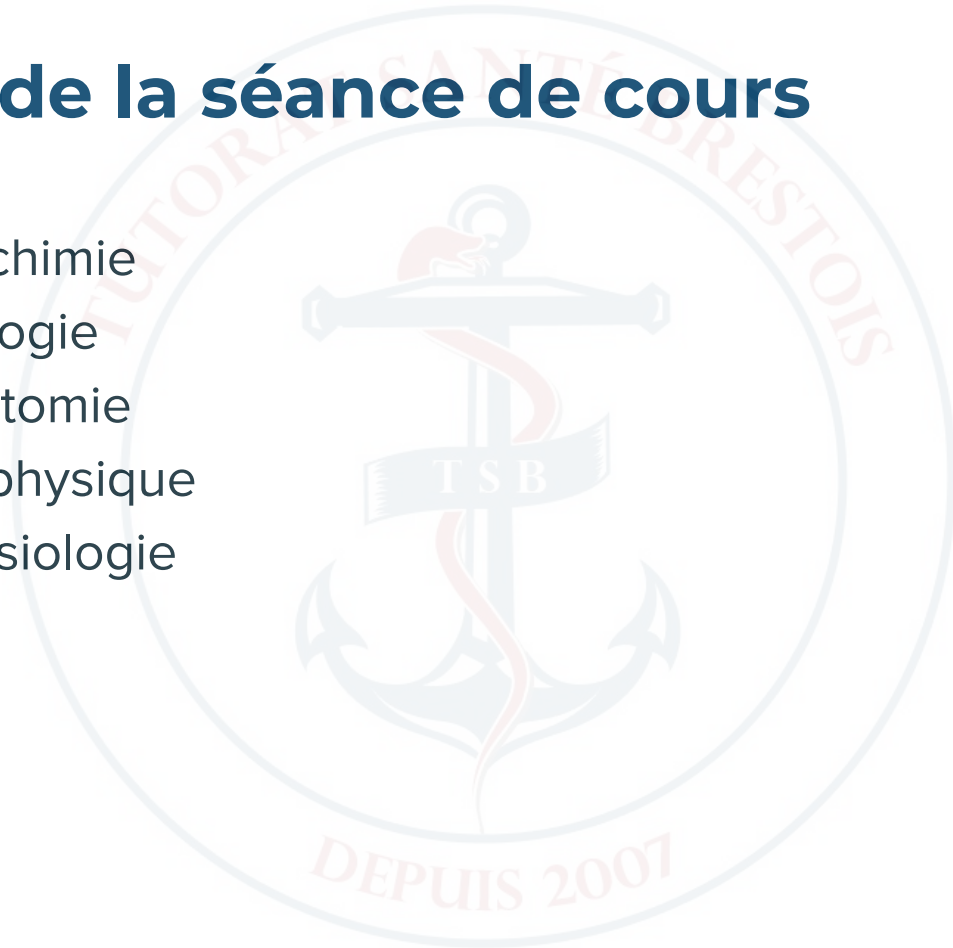 de la séance de cours
chimie
ogie
tomie
physique
siologie
TUTORAT SANTÉ BRESTOIS
TSB
DEPUIS 2007